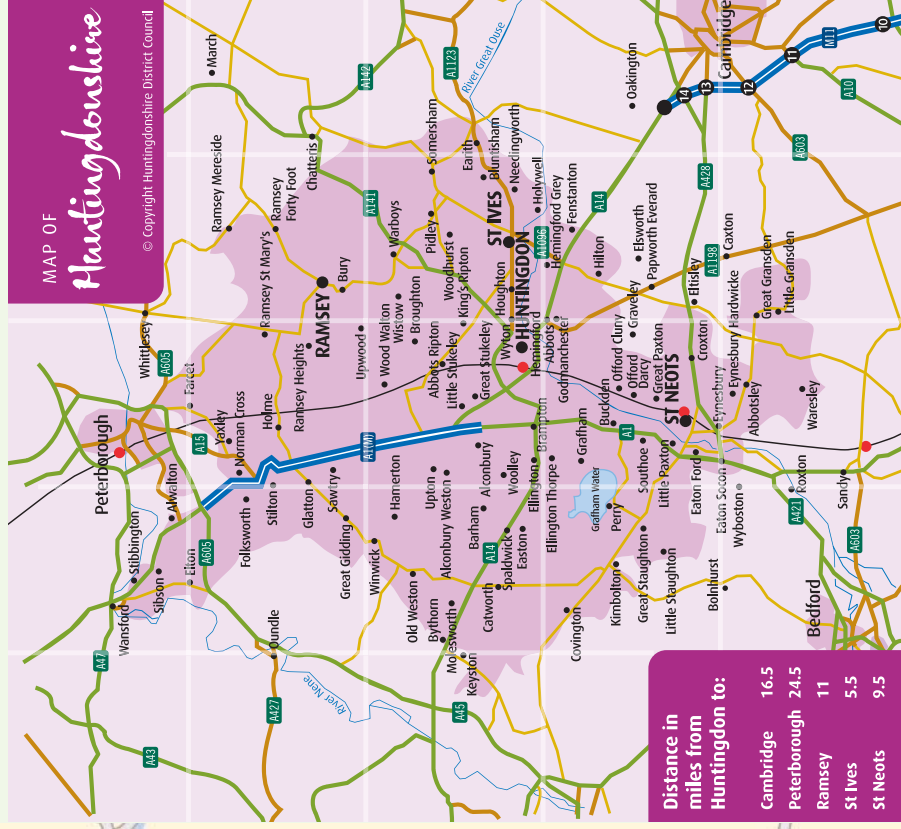 MAP OF
Huntingdonshire
© Copyright Huntingdonshire District Council
Peterborough
A47
Wansford
Stibbington
Whittlesey
A43
Sibson
Alwalton
A605
Elton
Farcet
A15
A605
Yaxley
March
Ramsey Mereside
Folksworth
Norman Cross
Oundle
A427
Stilton
Holme
Ramsey St Mary's
Ramsey
Forty Foot
Glatton
Ramsey Heights
Chatteris
River Nene
Sawtry
RAMSEY
Great Gidding
Bury
Winwick
A1(M)
Upwood
A141
A142
Hamerton
Wood Walton
Wistow
Warboys
Old Weston
Upton
Broughton
Bythorn
Alconbury Weston
Abbots Ripton
Pidley
Somersham
Molesworth
Little Stukeley
Woodhurst
A1123
A45
Keyston
Barham
King's Ripton
Earith
River Great Ouse
Catworth
A14
Alconbury
Great Stukeley
Bluntisham
Spaldwick
Woolley
Wyton
Houghton
ST IVES
Needingworth
Easton
Ellington
HUNTINGDON
Hemingford
Abbots
A1096
Holywell
Ellington Thorpe
Brampton
Godmanchester
Hemingford Grey
Covington
Grafham
Fenstanton
Grafham Water
Hilton
A14
Kimbolton
Perry
Buckden
Offord Cluny
Graveley
Oakington
Great Staughton
A1
Offord
Darcy
Elsworth
Little Staughton
Southoe
Great Paxton
Papworth Everard
Little Paxton
ST NEOTS
14
Eaton Ford
Croxton
Eltisley
A428
13
Bolnhurst
Eaton Socon
Eynesbury
A1198
Caxton
Cambridge
Wyboston
Eynesbury Hardwicke
12
Abbotsley
Great Gransden
A421
Roxton
Little Gransden
11
Bedford
Waresley
A603
M11
Sandy
A603
A10
10
Distance in
miles from
Huntingdon to:
Cambridge 16.5
Peterborough 24.5
Ramsey 11
St Ives 5.5
St Neots 9.5